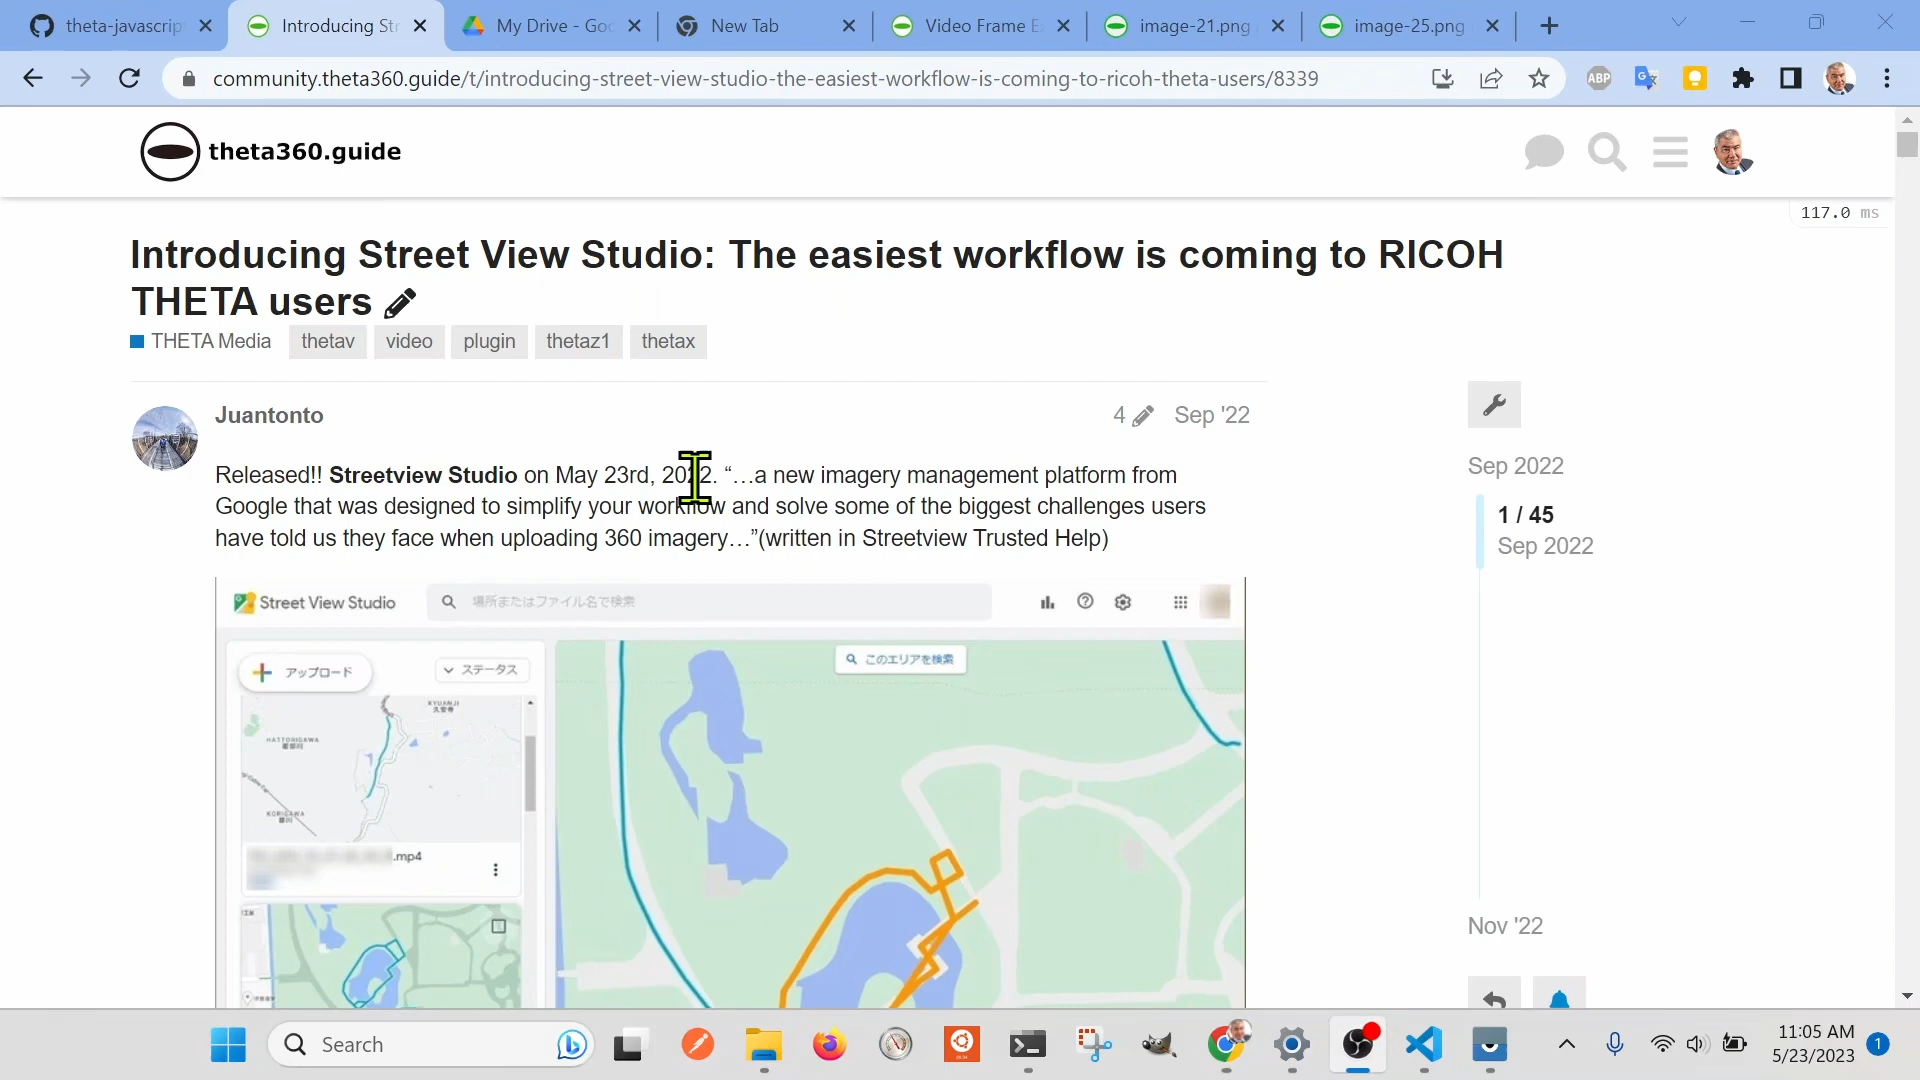 theta-javascrip
Introducing Str
My Drive - Goo
New Tab
Video Frame E
image-21.png
image-25.png
community.theta360.guide/t/introducing-street-view-studio-the-easiest-workflow-is-coming-to-ricoh-theta-users/8339
ABP
theta360.guide
117.0 ms
Introducing Street View Studio: The easiest workflow is coming to RICOH
THETA users
THETA Media
thetav
video
plugin
thetaz1
thetax
Juantonto
4
Sep '22
Released!! Streetview Studio on May 23rd, 2022. “…a new imagery management platform from
Google that was designed to simplify your workflow and solve some of the biggest challenges users
have told us they face when uploading 360 imagery…”(written in Streetview Trusted Help)
Sep 2022
1 / 45
Sep 2022
Nov '22
Street View Studio
場所またはファイル名で検索
アップロード
ステータス
このエリアを検索
KYUANJI
久安寺
HATTORIGAWA
KORIGAWA
.mp4
Search
11:05 AM
5/23/2023
1